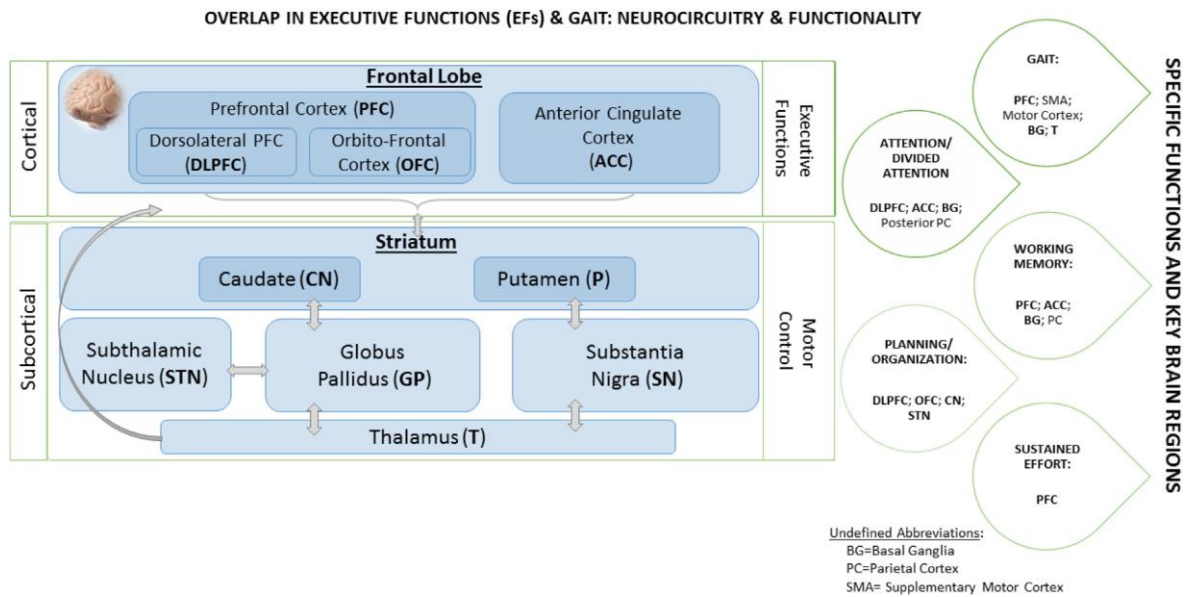 OVERLAP IN EXECUTIVE FUNCTIONS (EFs) & GAIT: NEUROCIRCUITRY & FUNCTIONALITY
Cortical
Frontal Lobe
Prefrontal Cortex (PFC)
Dorsolateral PFC
(DLPFC)
Orbito-Frontal
Cortex (OFC)
Anterior Cingulate
Cortex
(ACC)
Executive
Functions
Subcortical
Striatum
Caudate (CN)
Putamen (P)
Subthalamic
Nucleus (STN)
Globus
Pallidus (GP)
Substantia
Nigra (SN)
Thalamus (T)
Motor
Control
GAIT:
PFC; SMA;
Motor Cortex;
BG; T
ATTENTION/
DIVIDED
ATTENTION
DLPFC; ACC; BG;
Posterior PC
WORKING
MEMORY:
PFC; ACC;
BG; PC
PLANNING/
ORGANIZATION:
DLPFC; OFC; CN;
STN
SUSTAINED
EFFORT:
PFC
SPECIFIC FUNCTIONS AND KEY BRAIN REGIONS
Undefined Abbreviations:
BG=Basal Ganglia
PC=Parietal Cortex
SMA= Supplementary Motor Cortex